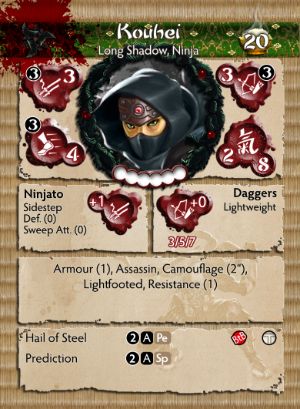 Kouhei
20
Long Shadow, Ninja
3 3
3
3 4
氣
2 8
Ninjato
Sidestep
Def. (0)
Sweep Att. (0)
+1
+0
3/5/7
Daggers
Lightweight
Armour (1), Assassin, Camouflage (2"),
Lightfooted, Resistance (1)
Hail of Steel 2 A Pe BtB
Prediction 2 A Sp